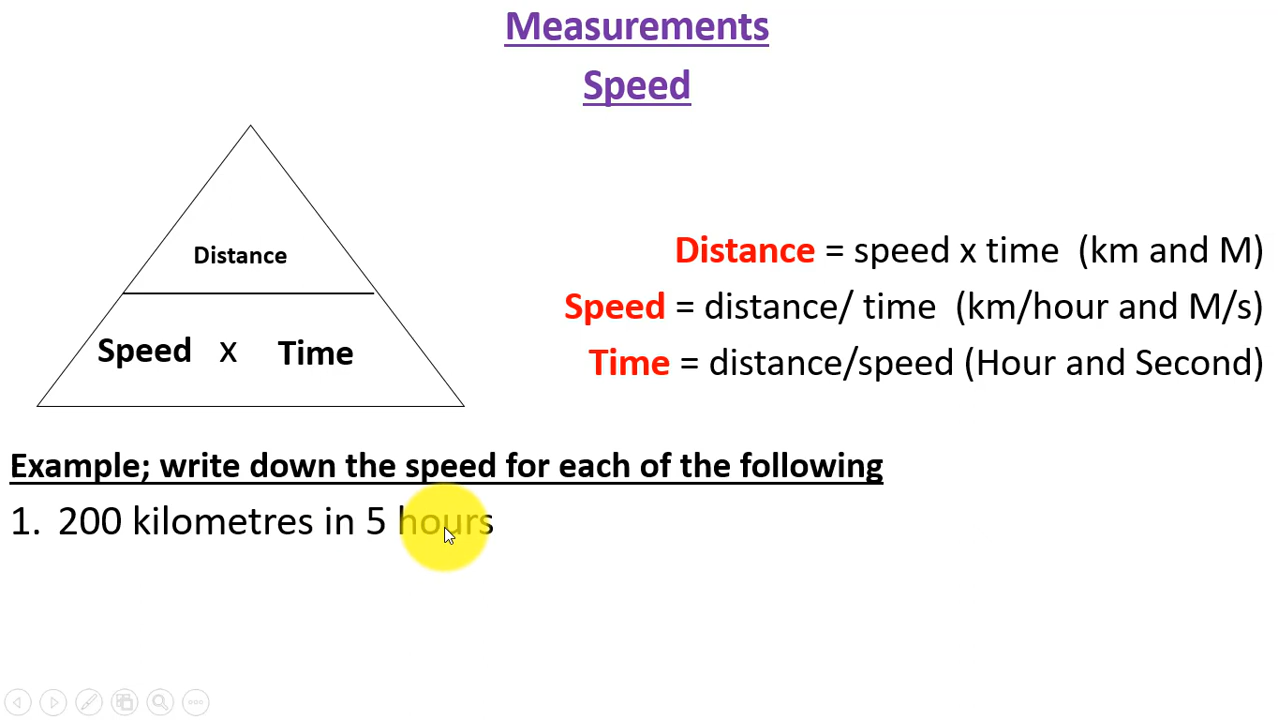 Measurements
Speed
Distance
Speed x Time
Distance = speed x time (km and M)
Speed = distance/ time (km/hour and M/s)
Time = distance/speed (Hour and Second)
Example; write down the speed for each of the following
1. 200 kilometres in 5 hours